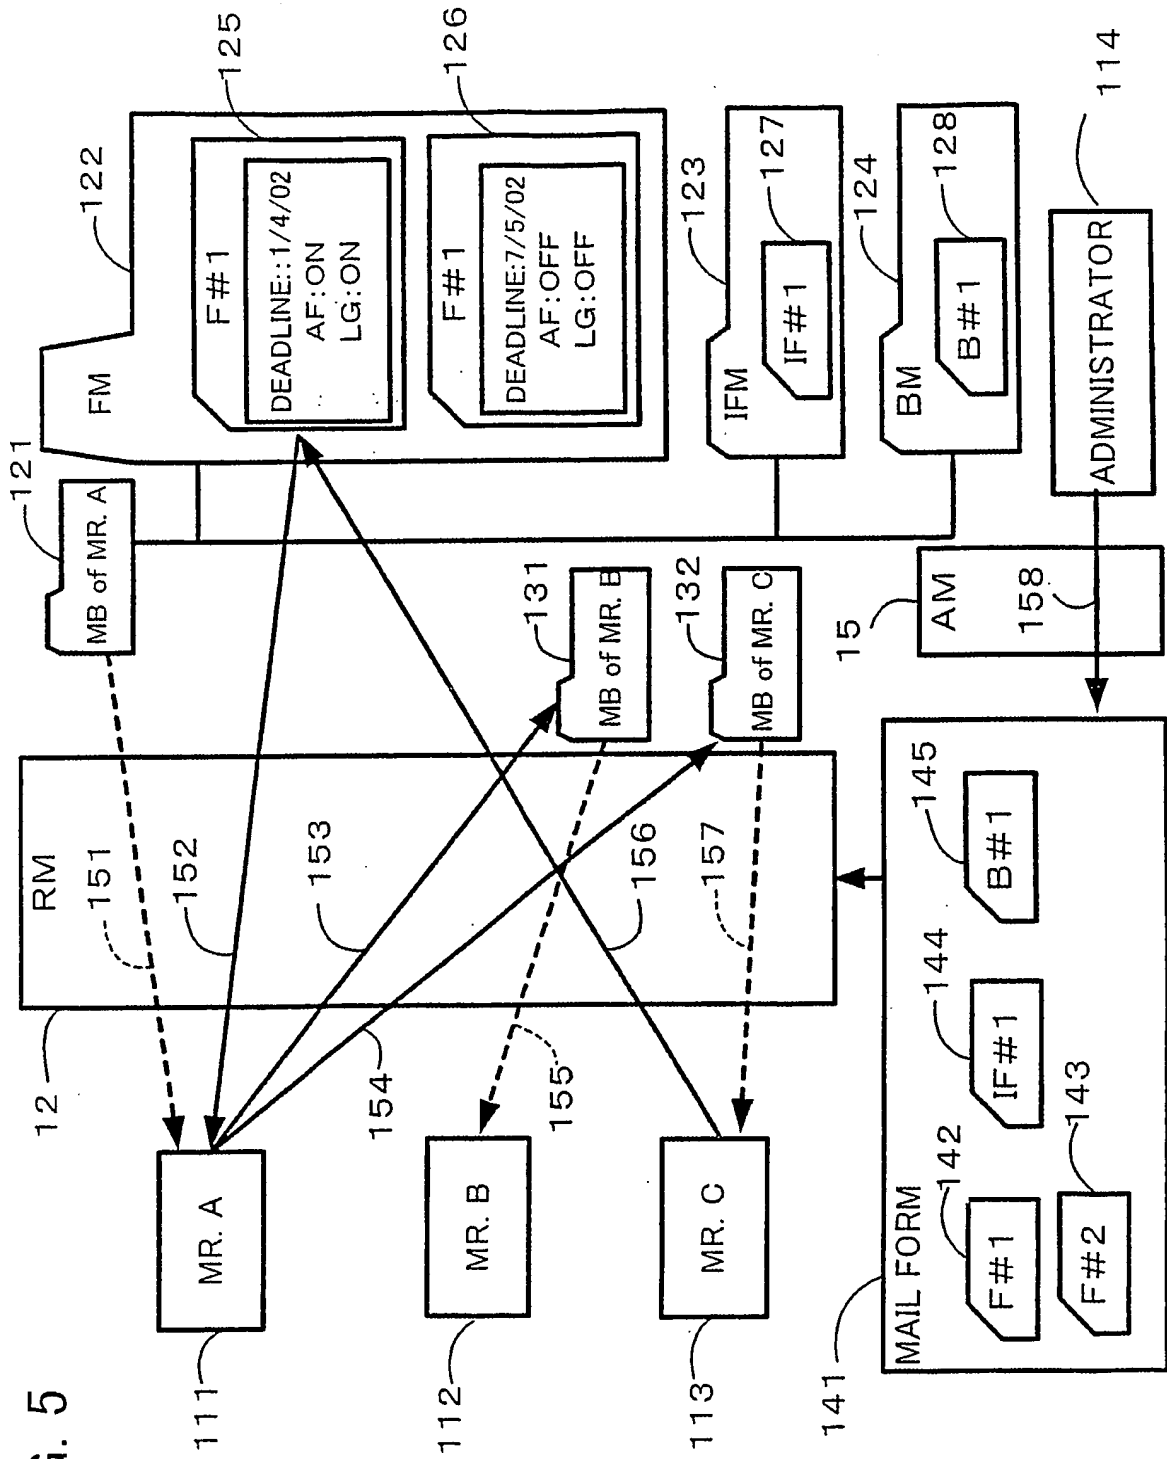 G. 5
111
MR. A
112
MR. B
113
MR. C
12
RM
151
152
153
154
155
156
157
121
MB of MR. A
131
MB of MR. B
132
MB of MR. C
122
FM
125
F#1
DEADLINE::1/4/02
AF:ON
LG:ON
126
F#1
DEADLINE:7/5/02
AF:OFF
LG:OFF
123
IFM
127
IF#1
124
BM
128
B#1
114
ADMINISTRATOR
15
AM
158
141
MAIL FORM
142
F#1
143
F#2
144
IF#1
145
B#1